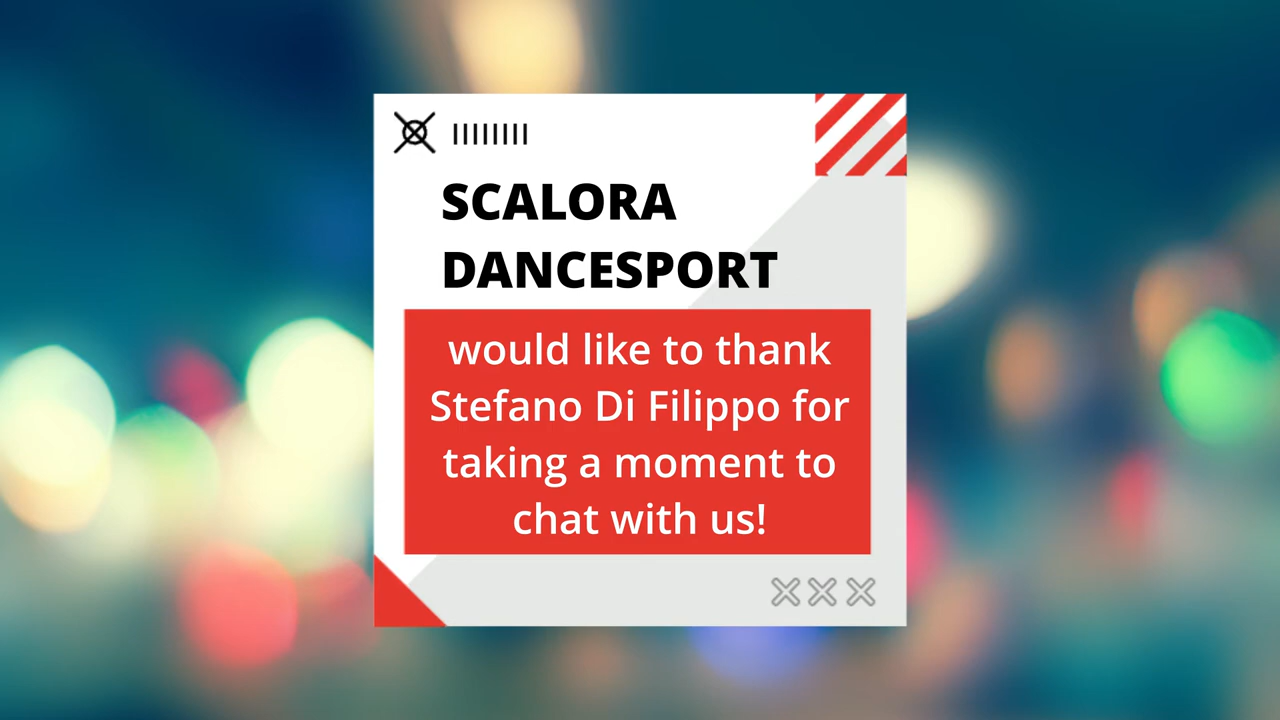 SCALORA
DANCESPORT
would like to thank
Stefano Di Filippo for
taking a moment to
chat with us!